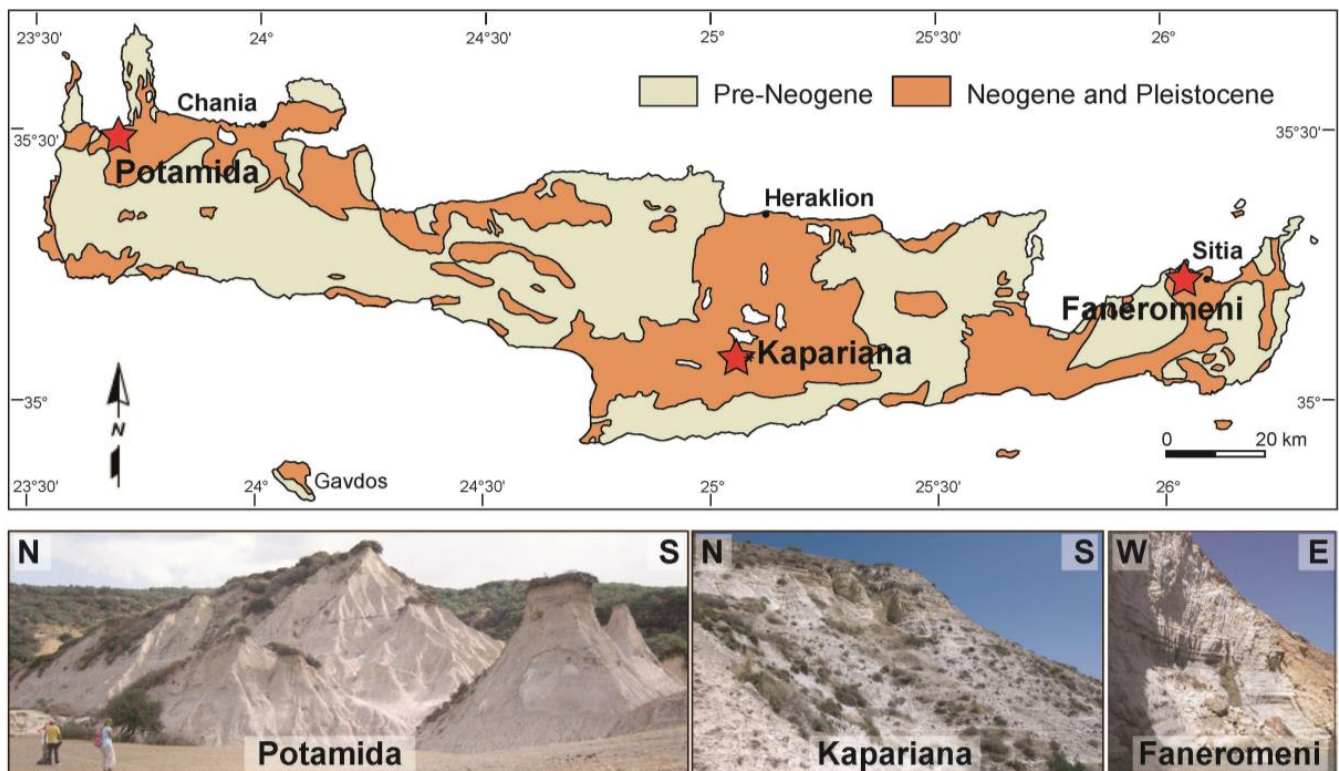 23°30' 24° 24°30' 25° 25°30' 26°
Pre-Neogene Neogene and Pleistocene
Chania
35°30' 35°30'
Potamida
Heraklion
Sitia
Faneromeni
Kapariana
35° 35°
N
0 20 km
Gavdos
23°30' 24° 24°30' 25° 25°30' 26°
N S N S W E
Potamida Kapariana Faneromeni